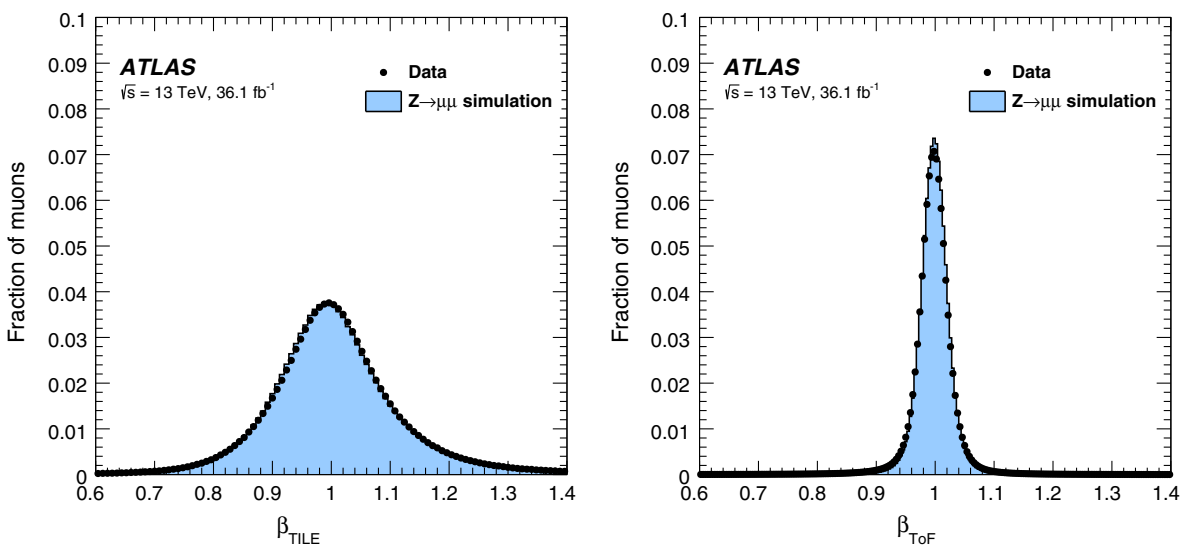 0.1
0.09
0.08
0.07
0.06
0.05
0.04
0.03
0.02
0.01
0
Fraction of muons
ATLAS
√s = 13 TeV, 36.1 fb⁻¹
Data
Z→μμ simulation
0.6 0.7 0.8 0.9 1 1.1 1.2 1.3 1.4
β_TILE
0.1
0.09
0.08
0.07
0.06
0.05
0.04
0.03
0.02
0.01
0
Fraction of muons
ATLAS
√s = 13 TeV, 36.1 fb⁻¹
Data
Z→μμ simulation
0.6 0.7 0.8 0.9 1 1.1 1.2 1.3 1.4
β_ToF